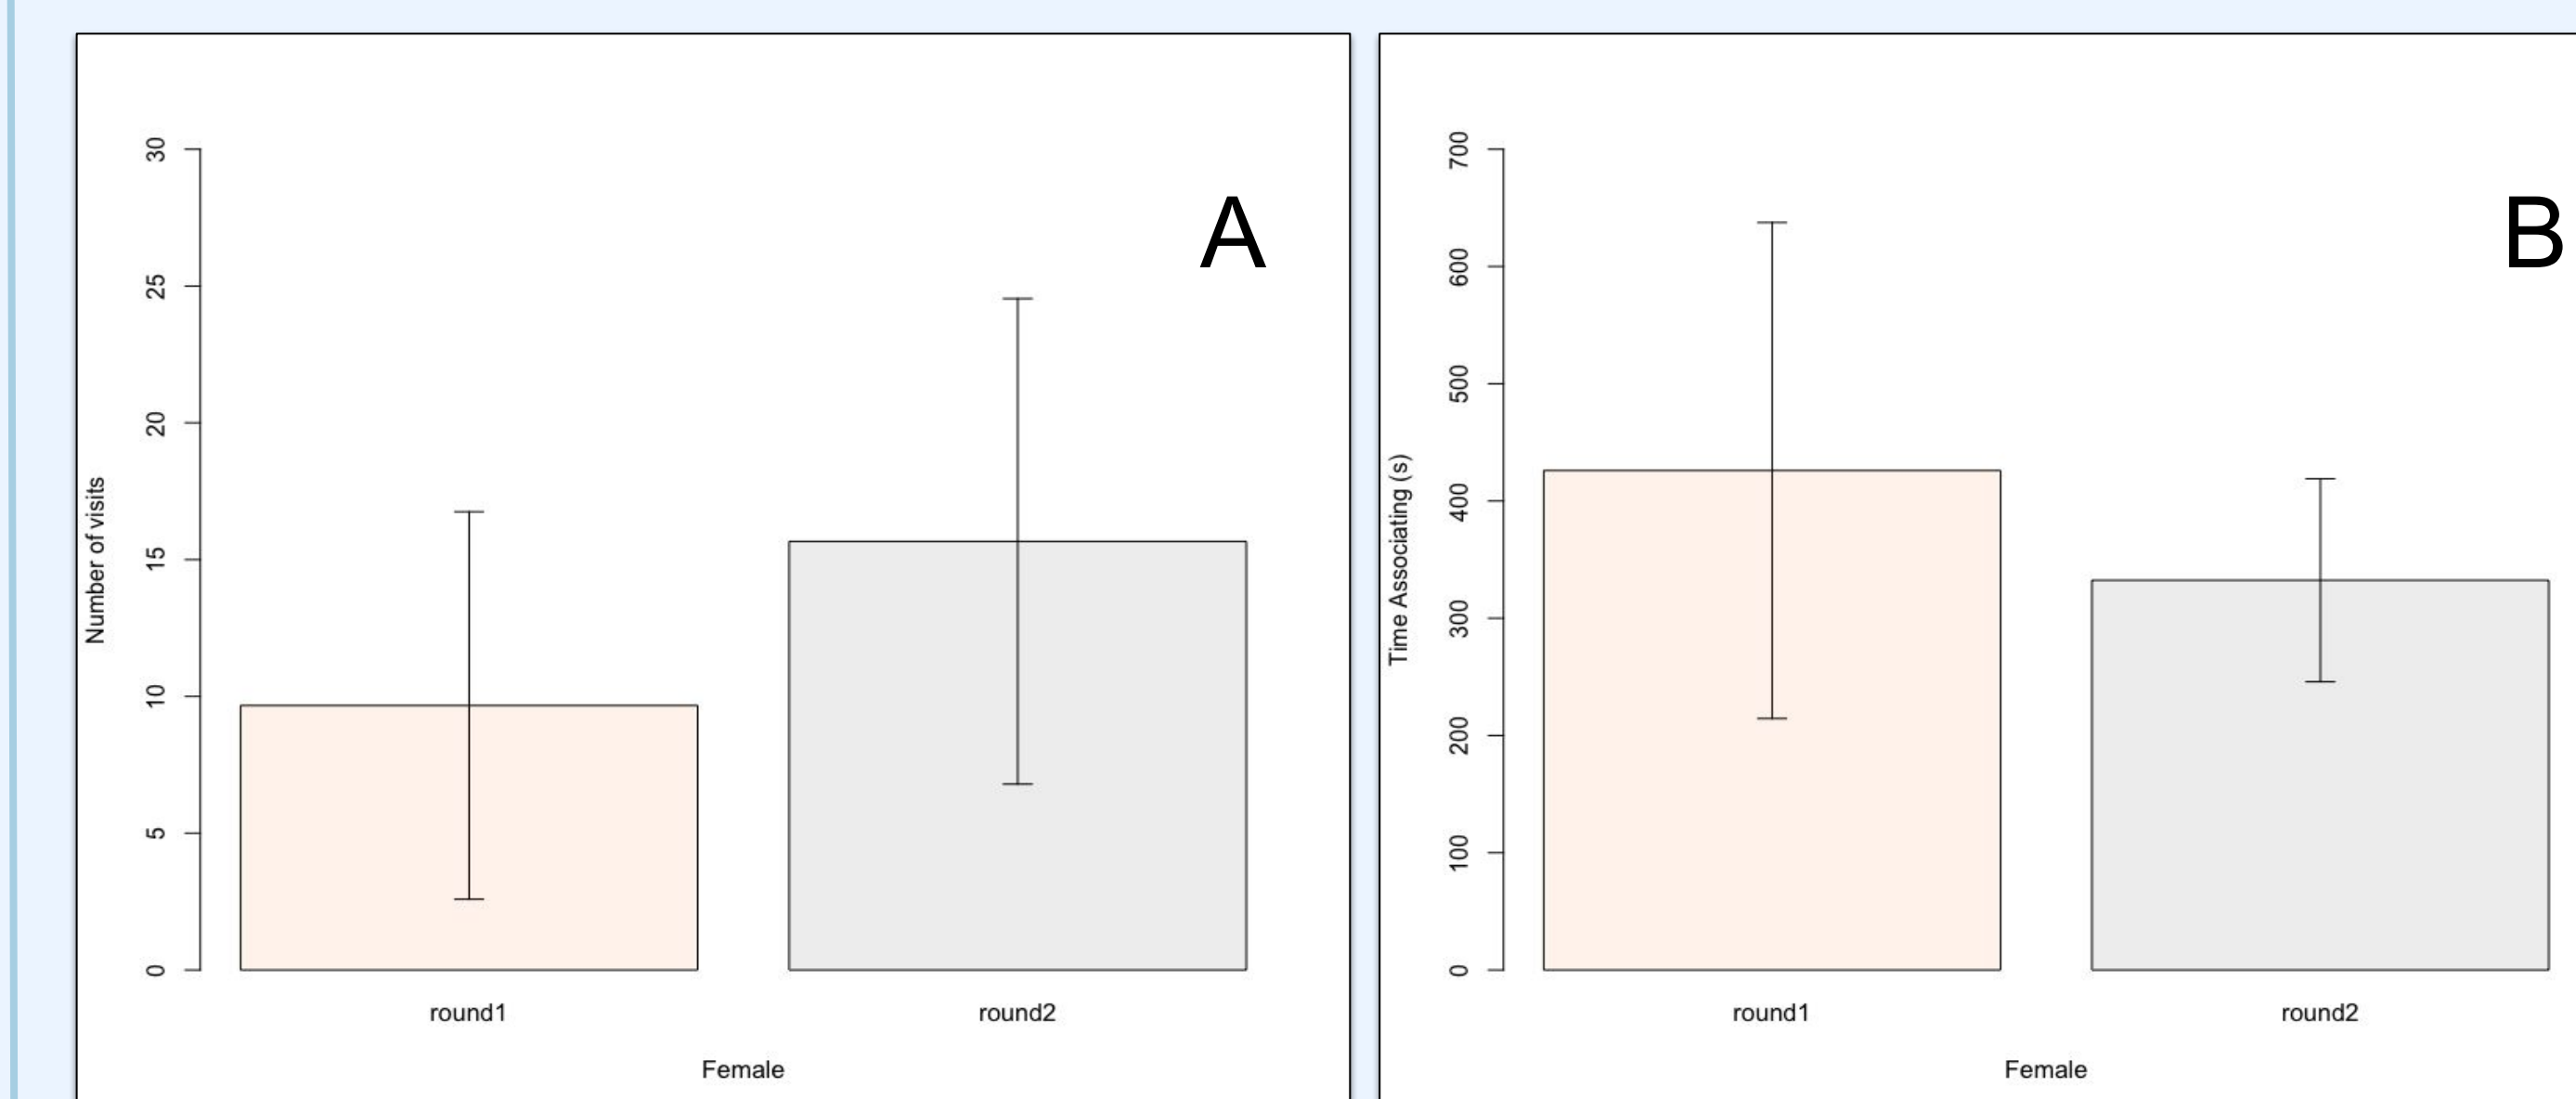 A
30
25
20
15
10
5
0
Number of visits
round1 round2
Female
B
700
600
500
400
300
200
100
0
Time Associating (s)
round1 round2
Female